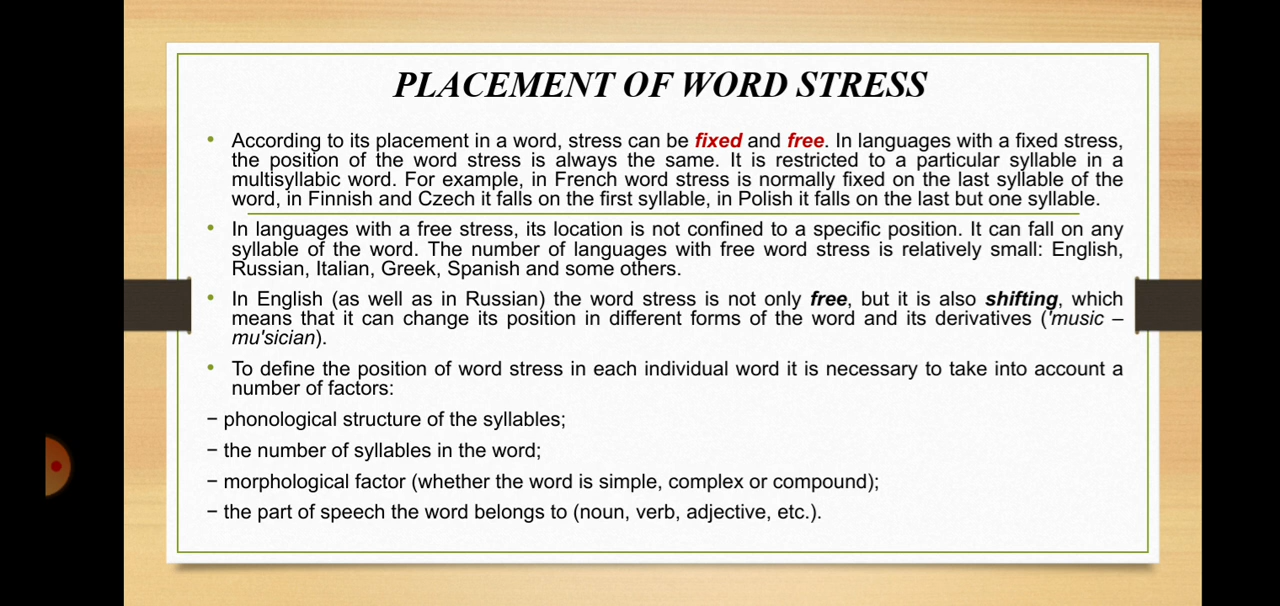 PLACEMENT OF WORD STRESS
• According to its placement in a word, stress can be fixed and free. In languages with a fixed stress,
the position of the word stress is always the same. It is restricted to a particular syllable in a
multisyllabic word. For example, in French word stress is normally fixed on the last syllable of the
word, in Finnish and Czech it falls on the first syllable, in Polish it falls on the last but one syllable.
• In languages with a free stress, its location is not confined to a specific position. It can fall on any
syllable of the word. The number of languages with free word stress is relatively small: English,
Russian, Italian, Greek, Spanish and some others.
• In English (as well as in Russian) the word stress is not only free, but it is also shifting, which
means that it can change its position in different forms of the word and its derivatives ('music –
mu'sician).
• To define the position of word stress in each individual word it is necessary to take into account a
number of factors:
− phonological structure of the syllables;
− the number of syllables in the word;
− morphological factor (whether the word is simple, complex or compound);
− the part of speech the word belongs to (noun, verb, adjective, etc.).